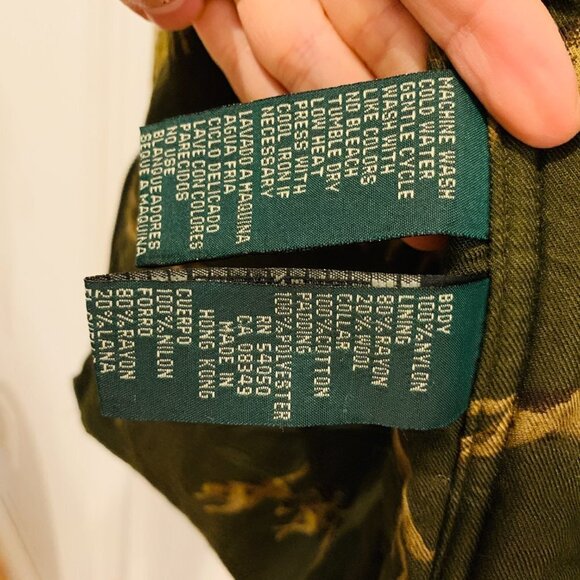 MACHINE WASH
COLD WATER
GENTLE CYCLE
WASH WITH
LIKE COLORS
NO BLEACH
TUMBLE DRY
LOW HEAT
PRESS WITH
COOL IRON IF
NECESSARY
LAVADO A MAQUINA
AGUA FRIA
CICLO DELICADO
LAVE CON COLORES
PARECIDOS
NO USE
BLANQUEADORES
SEQUE A MAQUINA
BODY
100% NYLON
LINING
80% RAYON
20% WOOL
COLLAR
100% COTTON
PADDING
100% POLYESTER
RN 54050
CA 08349
MADE IN
HONG KONG
CUERPO
100% NILON
FORRO
80% RAYON
20% LANA